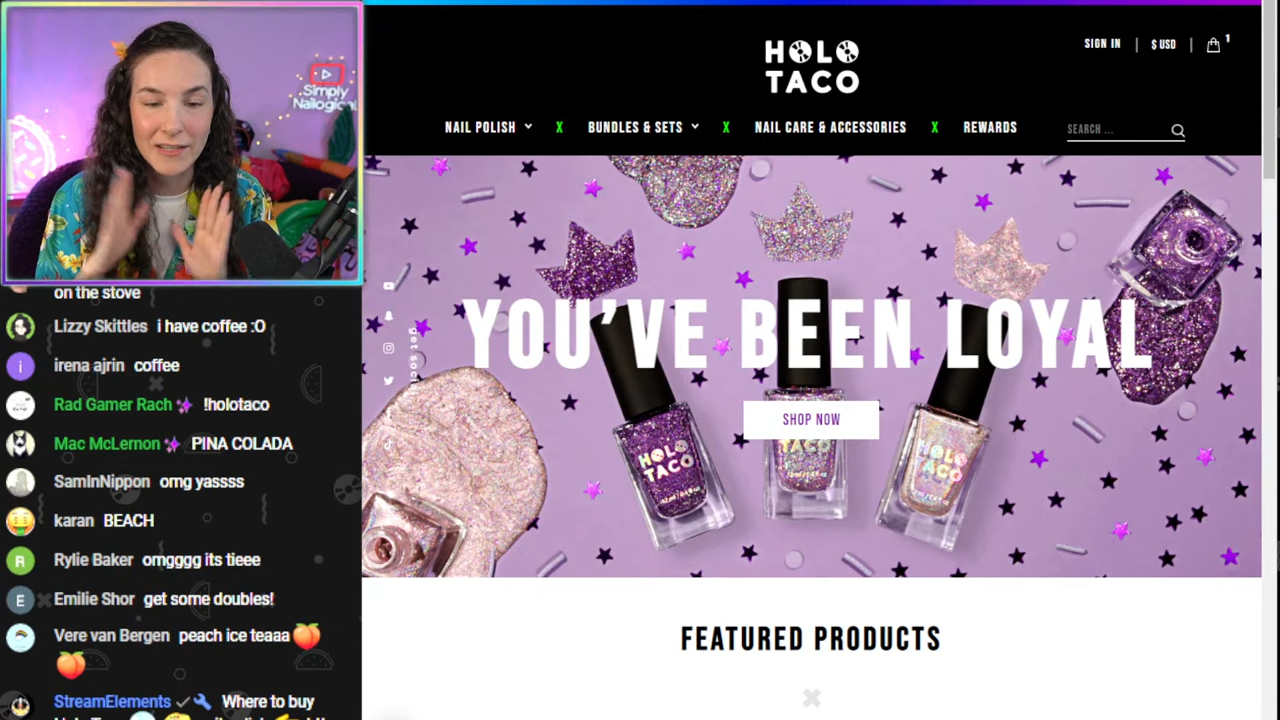 Simply
Nailogical
on the stove
Lizzy Skittles i have coffee :O
irena ajrin coffee
Rad Gamer Rach !holotaco
Mac McLernon PINA COLADA
SamInNippon omg yassss
karan BEACH
Rylie Baker omgggg its tieee
Emilie Shor get some doubles!
Vere van Bergen peach ice teaaa
StreamElements Where to buy
HOLO
TACO
SIGN IN
$ USD
1
NAIL POLISH
X
BUNDLES & SETS
X
NAIL CARE & ACCESSORIES
X
REWARDS
SEARCH ...
get soci
YOU'VE BEEN LOYAL
SHOP NOW
HOLO
TACO
TACO
HOLO
TACO
FEATURED PRODUCTS